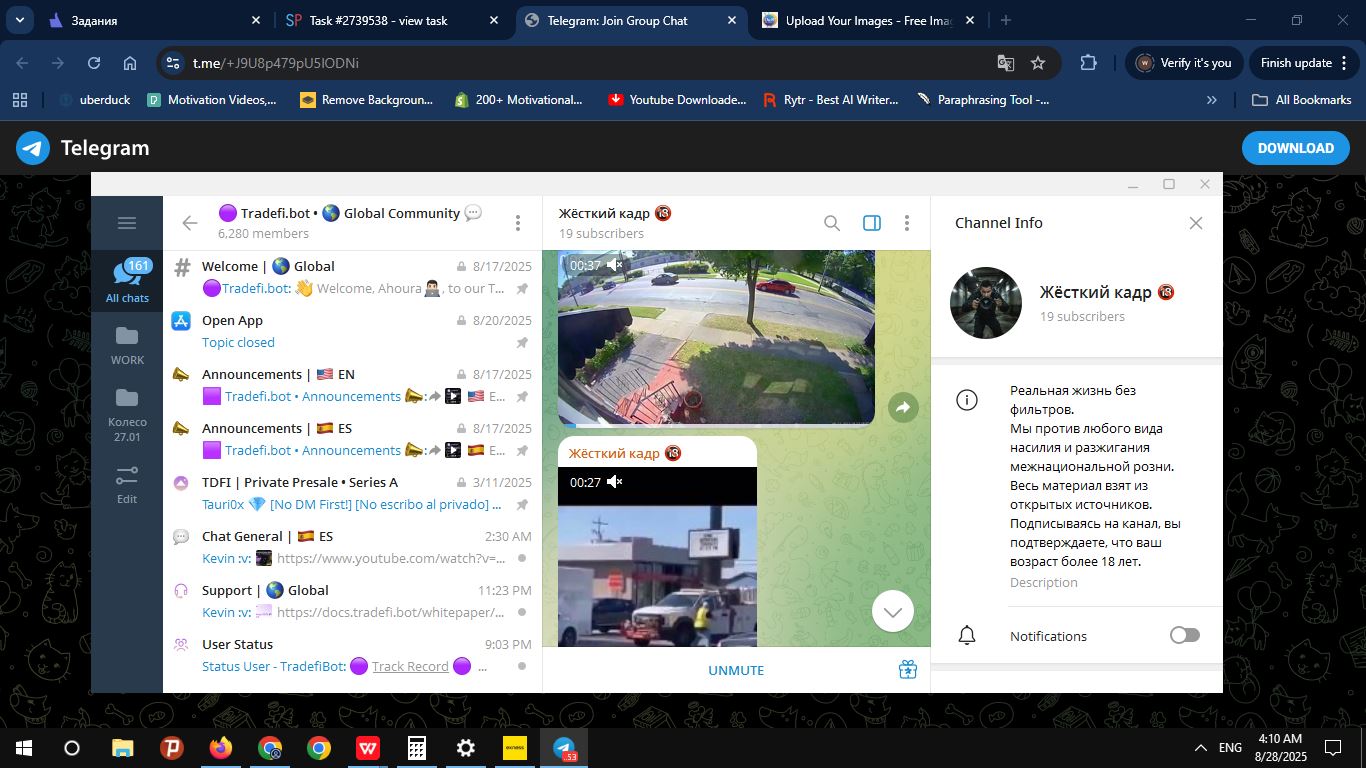 Задания
Task #2739538 - view task
Telegram: Join Group Chat
Upload Your Images - Free Ima
t.me/+J9U8p479pU5lODNi
Verify it's you
Finish update
uberduck
Motivation Videos,...
Remove Backgroun...
200+ Motivational...
Youtube Downloade...
Rytr - Best AI Writer...
Paraphrasing Tool -...
All Bookmarks
Telegram
DOWNLOAD
161
All chats
WORK
Колесо
27.01
Edit
Tradefi.bot • Global Community
6,280 members
Welcome | Global
8/17/2025
Tradefi.bot: Welcome, Ahoura, to our T...
Open App
8/20/2025
Topic closed
Announcements | EN
8/17/2025
Tradefi.bot • Announcements : E...
Announcements | ES
8/17/2025
Tradefi.bot • Announcements : E...
TDFI | Private Presale • Series A
3/11/2025
Tauri0x [No DM First!] [No escribo al privado] ...
Chat General | ES
2:30 AM
Kevin :v: https://www.youtube.com/watch?v=...
Support | Global
11:23 PM
Kevin :v: https://docs.tradefi.bot/whitepaper/...
User Status
9:03 PM
Status User - TradefiBot: Track Record ...
Жёсткий кадр
19 subscribers
00:37
Жёсткий кадр
00:27
UNMUTE
Channel Info
Жёсткий кадр
19 subscribers
Реальная жизнь без
фильтров.
Мы против любого вида
насилия и разжигания
межнациональной розни.
Весь материал взят из
открытых источников.
Подписываясь на канал, вы
подтверждаете, что ваш
возраст более 18 лет.
Description
Notifications
exness
..53
ENG
4:10 AM
8/28/2025